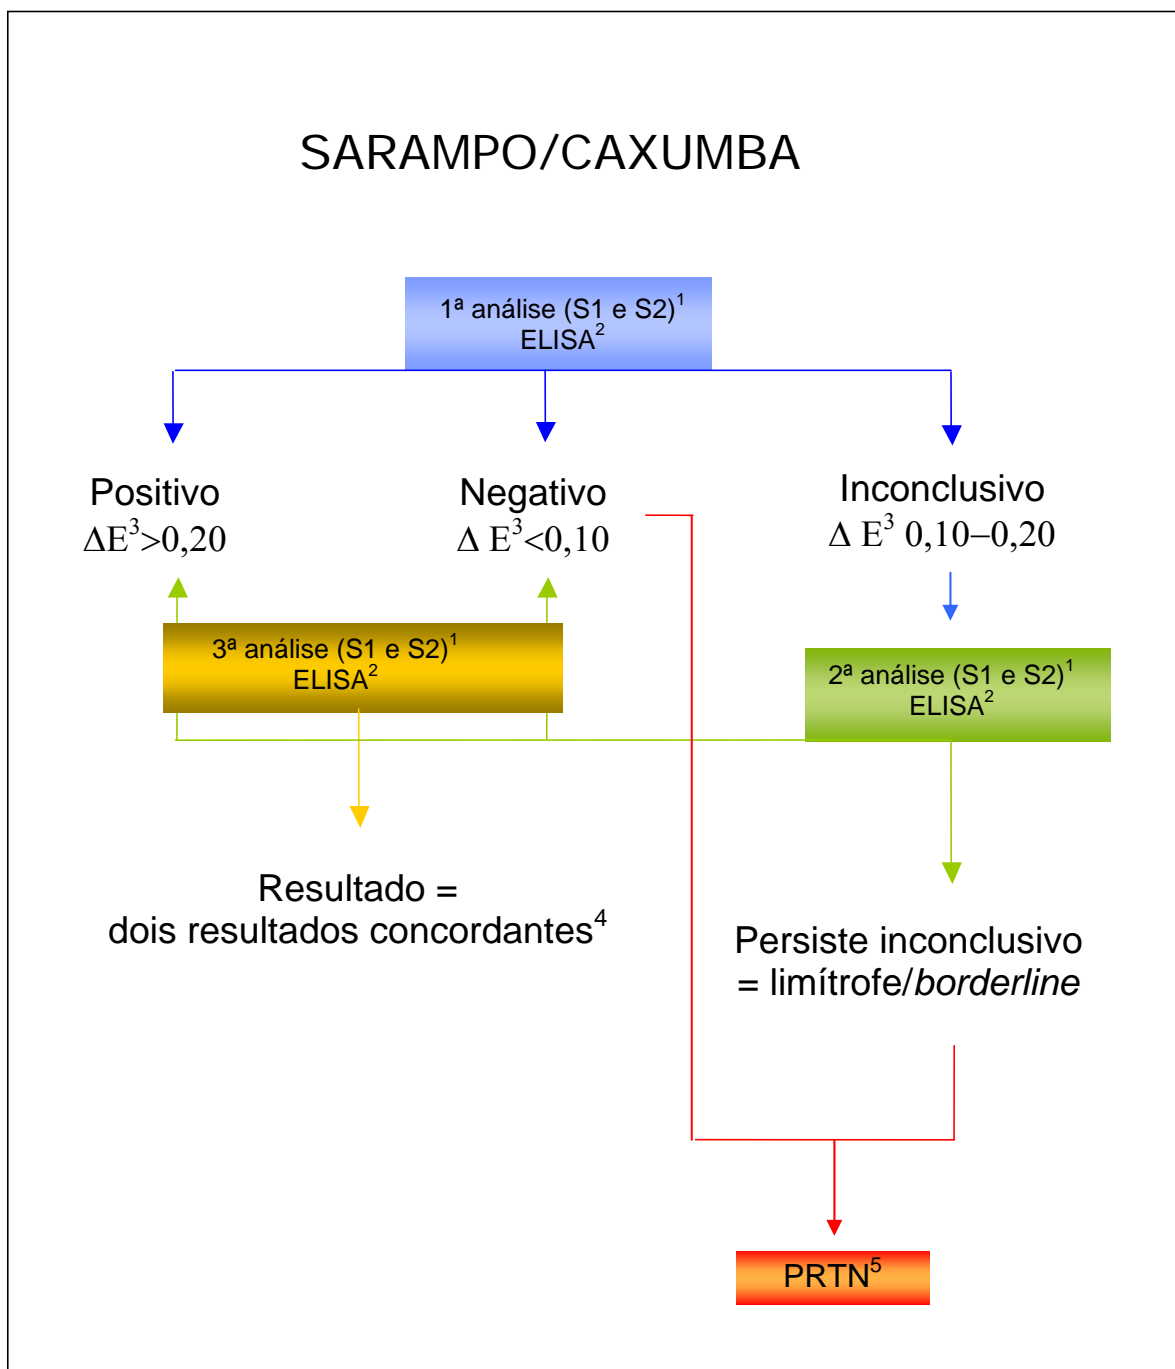 SARAMPO/CAXUMBA
1ª análise (S1 e S2)¹
ELISA²
Positivo
ΔE³>0,20
Negativo
Δ E³<0,10
Inconclusivo
Δ E³ 0,10–0,20
3ª análise (S1 e S2)¹
ELISA²
2ª análise (S1 e S2)¹
ELISA²
Resultado =
dois resultados concordantes⁴
Persiste inconclusivo
= limítrofe/borderline
PRTN⁵